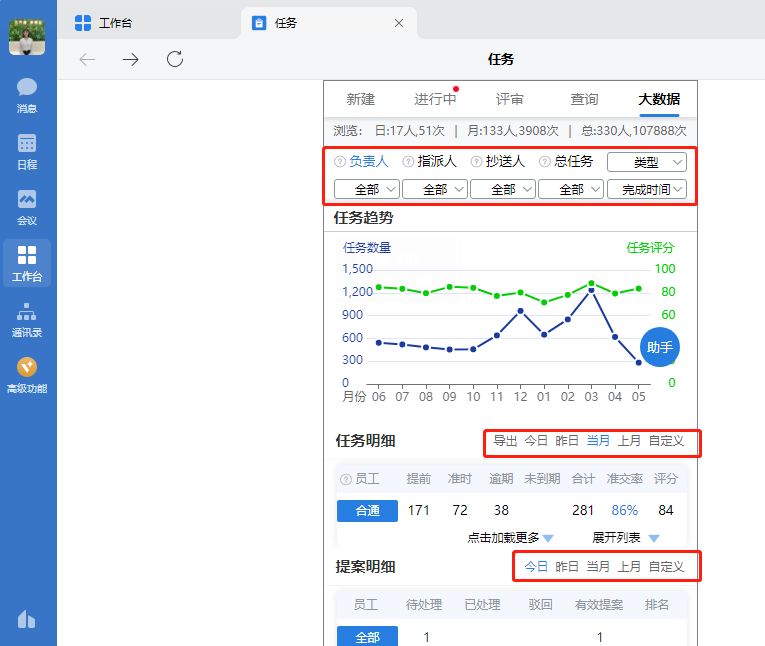 工作台
任务
任务
消息
日程
会议
工作台
通讯录
高级功能
新建 进行中 评审 查询 大数据
浏览: 日:17人,51次 | 月:133人,3908次 | 总:330人,107888次
负责人 指派人 抄送人 总任务 类型
全部 全部 全部 全部 完成时间
任务趋势
任务数量 任务评分
1,500 100
1,200 80
900 60
600
300
0 0
月份 06 07 08 09 10 11 12 01 02 03 04 05
助手
任务明细 导出 今日 昨日 当月 上月 自定义
员工 提前 准时 逾期 未到期 合计 准交率 评分
合通 171 72 38 281 86% 84
点击加载更多 展开列表
提案明细 今日 昨日 当月 上月 自定义
员工 待处理 已处理 驳回 有效提案 排名
全部 1 1